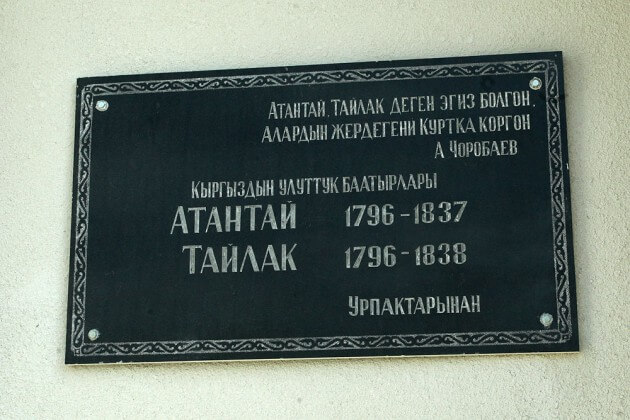 Атантай, Тайлак деген эгиз болгон,
Алардын жердегени Куртка коргон
А Чоробаев
Кыргыздын улуттук баатырлары
Атантай 1796-1837
Тайлак 1796-1838
Урпактарынан